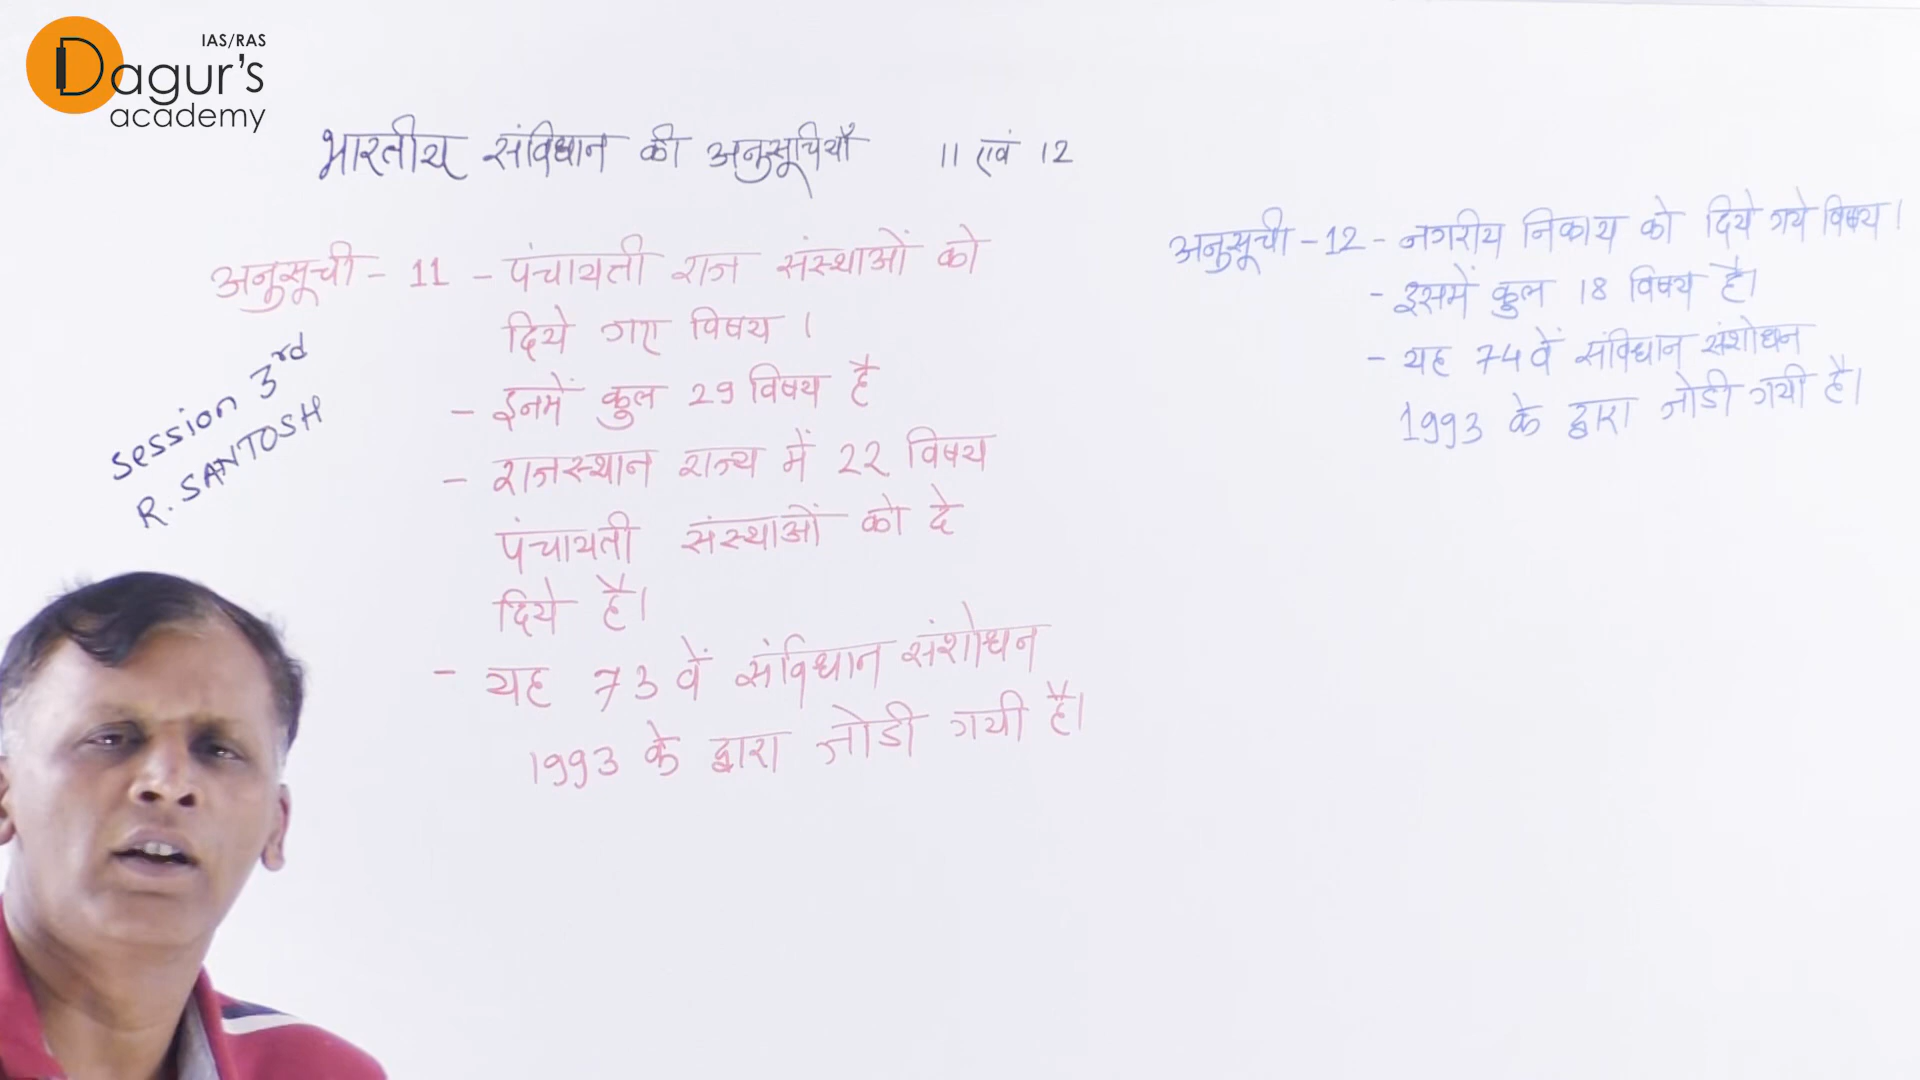 IAS/RAS
Dagur's
academy
भारतीय संविधान की अनुसूचियाँ 11 एवं 12
अनुसूची - 11 - पंचायती राज संस्थाओं को
दिये गए विषय ।
- इनमें कुल 29 विषय है
- राजस्थान राज्य में 22 विषय
पंचायती संस्थाओं को दे
दिये है।
- यह 73 वें संविधान संशोधन
1993 के द्वारा जोडी गयी है।
session 3rd
R. SANTOSH
अनुसूची - 12 - नगरीय निकाय को दिये गये विषय ।
- इसमें कुल 18 विषय है।
- यह 74 वें संविधान संशोधन
1993 के द्वारा जोडी गयी है।